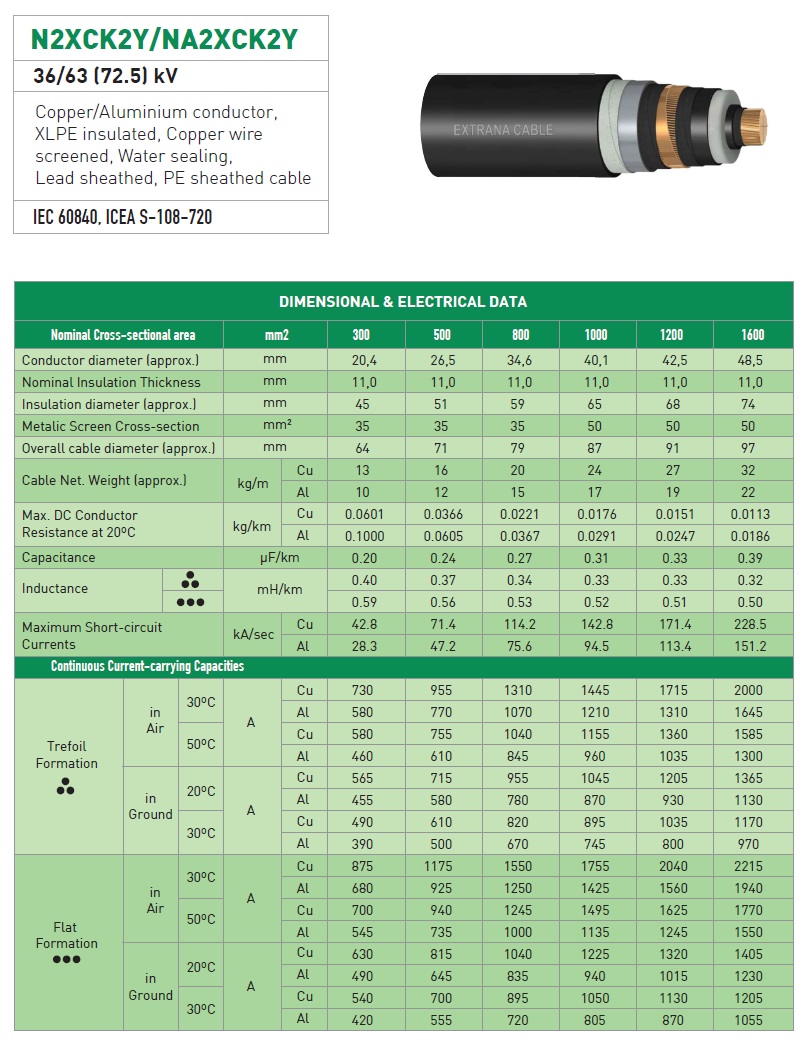 N2XCK2Y/NA2XCK2Y
36/63 (72.5) kV
Copper/Aluminium conductor,
XLPE insulated, Copper wire
screened, Water sealing,
Lead sheathed, PE sheathed cable
IEC 60840, ICEA S-108-720
EXTRANA CABLE
DIMENSIONAL & ELECTRICAL DATA
Nominal Cross-sectional area mm2 300 500 800 1000 1200 1600
Conductor diameter (approx.) mm 20,4 26,5 34,6 40,1 42,5 48,5
Nominal Insulation Thickness mm 11,0 11,0 11,0 11,0 11,0 11,0
Insulation diameter (approx.) mm 45 51 59 65 68 74
Metalic Screen Cross-section mm² 35 35 35 50 50 50
Overall cable diameter (approx.) mm 64 71 79 87 91 97
Cable Net. Weight (approx.) kg/m Cu 13 16 20 24 27 32
Al 10 12 15 17 19 22
Max. DC Conductor
Resistance at 20ºC kg/km Cu 0.0601 0.0366 0.0221 0.0176 0.0151 0.0113
Al 0.1000 0.0605 0.0367 0.0291 0.0247 0.0186
Capacitance µF/km 0.20 0.24 0.27 0.31 0.33 0.39
Inductance mH/km 0.40 0.37 0.34 0.33 0.33 0.32
0.59 0.56 0.53 0.52 0.51 0.50
Maximum Short-circuit
Currents kA/sec Cu 42.8 71.4 114.2 142.8 171.4 228.5
Al 28.3 47.2 75.6 94.5 113.4 151.2
Continuous Current-carrying Capacities
Trefoil
Formation
in
Air
30ºC A Cu 730 955 1310 1445 1715 2000
Al 580 770 1070 1210 1310 1645
50ºC Cu 580 755 1040 1155 1360 1585
Al 460 610 845 960 1035 1300
in
Ground
20ºC A Cu 565 715 955 1045 1205 1365
Al 455 580 780 870 930 1130
30ºC Cu 490 610 820 895 1035 1170
Al 390 500 670 745 800 970
Flat
Formation
in
Air
30ºC A Cu 875 1175 1550 1755 2040 2215
Al 680 925 1250 1425 1560 1940
50ºC Cu 700 940 1245 1495 1625 1770
Al 545 735 1000 1135 1245 1550
in
Ground
20ºC A Cu 630 815 1040 1225 1320 1405
Al 490 645 835 940 1015 1230
30ºC Cu 540 700 895 1050 1130 1205
Al 420 555 720 805 870 1055